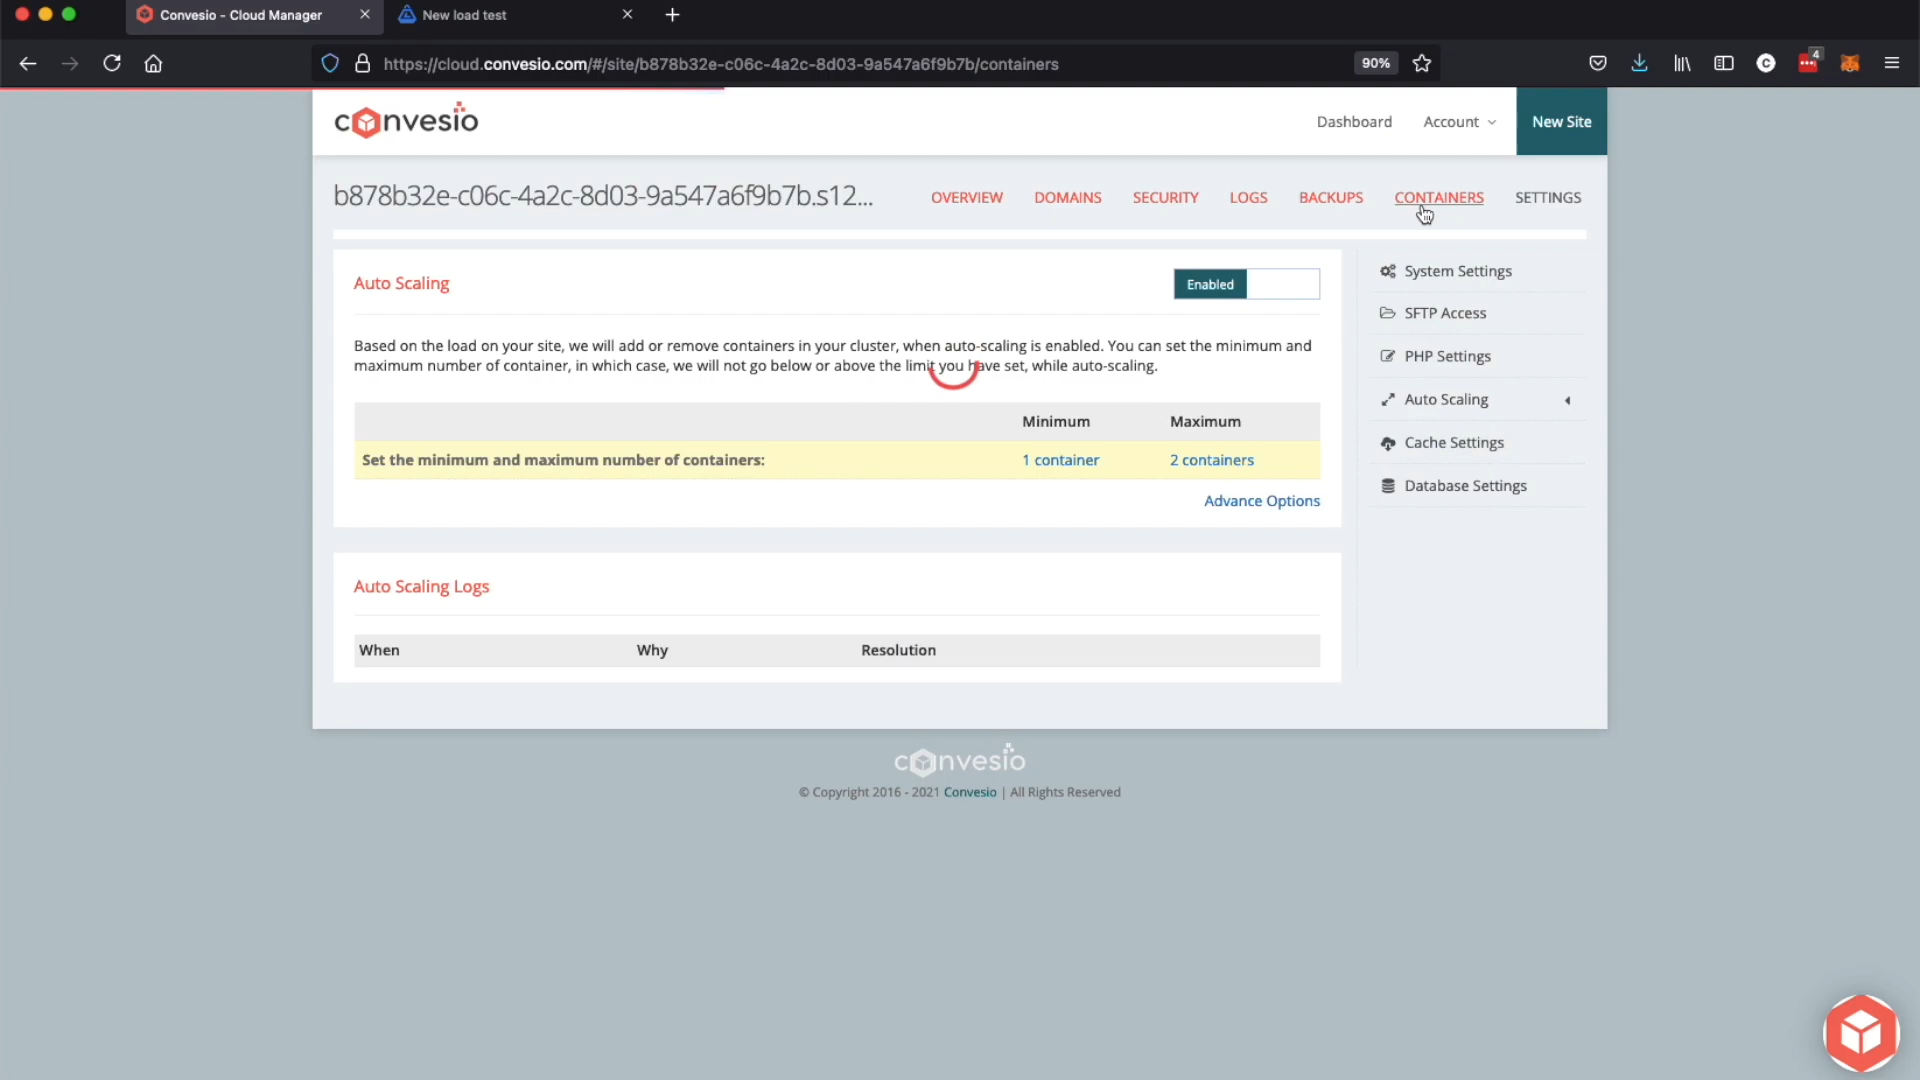 Convesio - Cloud Manager
New load test
https://cloud.convesio.com/#/site/b878b32e-c06c-4a2c-8d03-9a547a6f9b7b/containers
90%
4
convesio
Dashboard
Account
New Site
b878b32e-c06c-4a2c-8d03-9a547a6f9b7b.s12...
OVERVIEW
DOMAINS
SECURITY
LOGS
BACKUPS
CONTAINERS
SETTINGS
Auto Scaling
Enabled
Based on the load on your site, we will add or remove containers in your cluster, when auto-scaling is enabled. You can set the minimum and
maximum number of container, in which case, we will not go below or above the limit you have set, while auto-scaling.
Minimum
Maximum
Set the minimum and maximum number of containers:
1 container
2 containers
Advance Options
System Settings
SFTP Access
PHP Settings
Auto Scaling
Cache Settings
Database Settings
Auto Scaling Logs
When
Why
Resolution
convesio
© Copyright 2016 - 2021 Convesio | All Rights Reserved